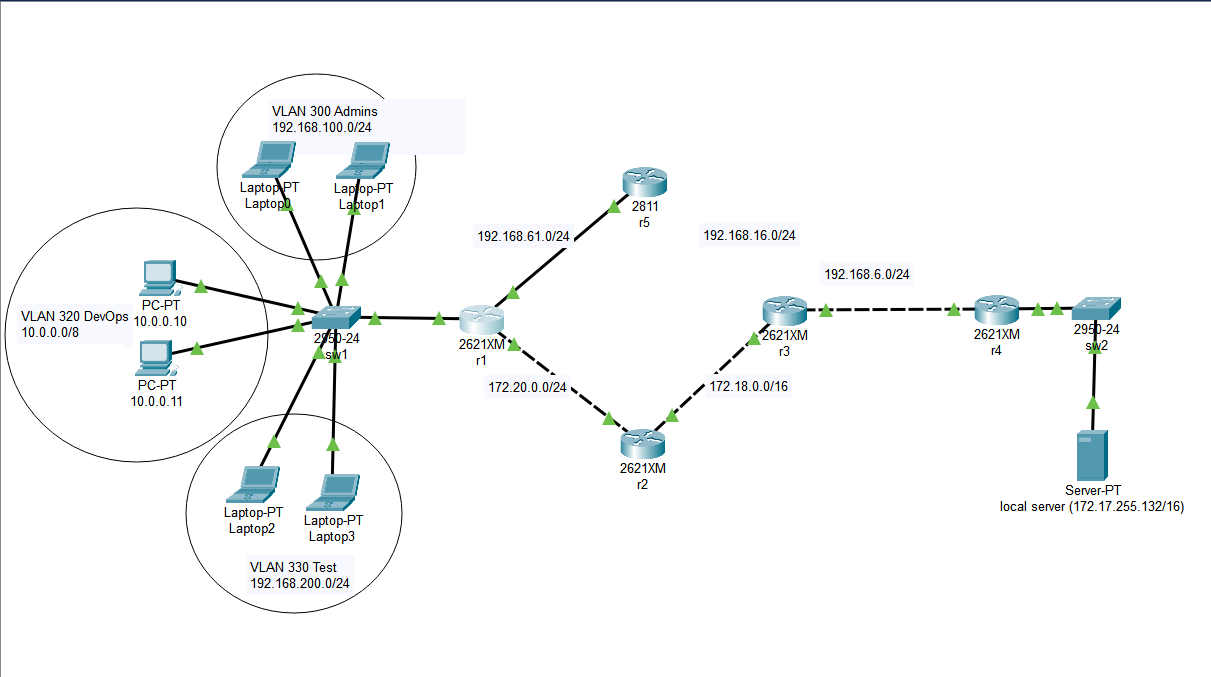 VLAN 300 Admins
192.168.100.0/24
Laptop-PT
Laptop0
Laptop-PT
Laptop1
2811
r5
192.168.61.0/24
192.168.16.0/24
192.168.6.0/24
VLAN 320 DevOps
10.0.0.0/8
PC-PT
10.0.0.10
PC-PT
10.0.0.11
2950-24
sw1
2621XM
r1
2621XM
r3
2621XM
r4
2950-24
sw2
172.20.0.0/24
172.18.0.0/16
2621XM
r2
Laptop-PT
Laptop2
Laptop-PT
Laptop3
Server-PT
local server (172.17.255.132/16)
VLAN 330 Test
192.168.200.0/24